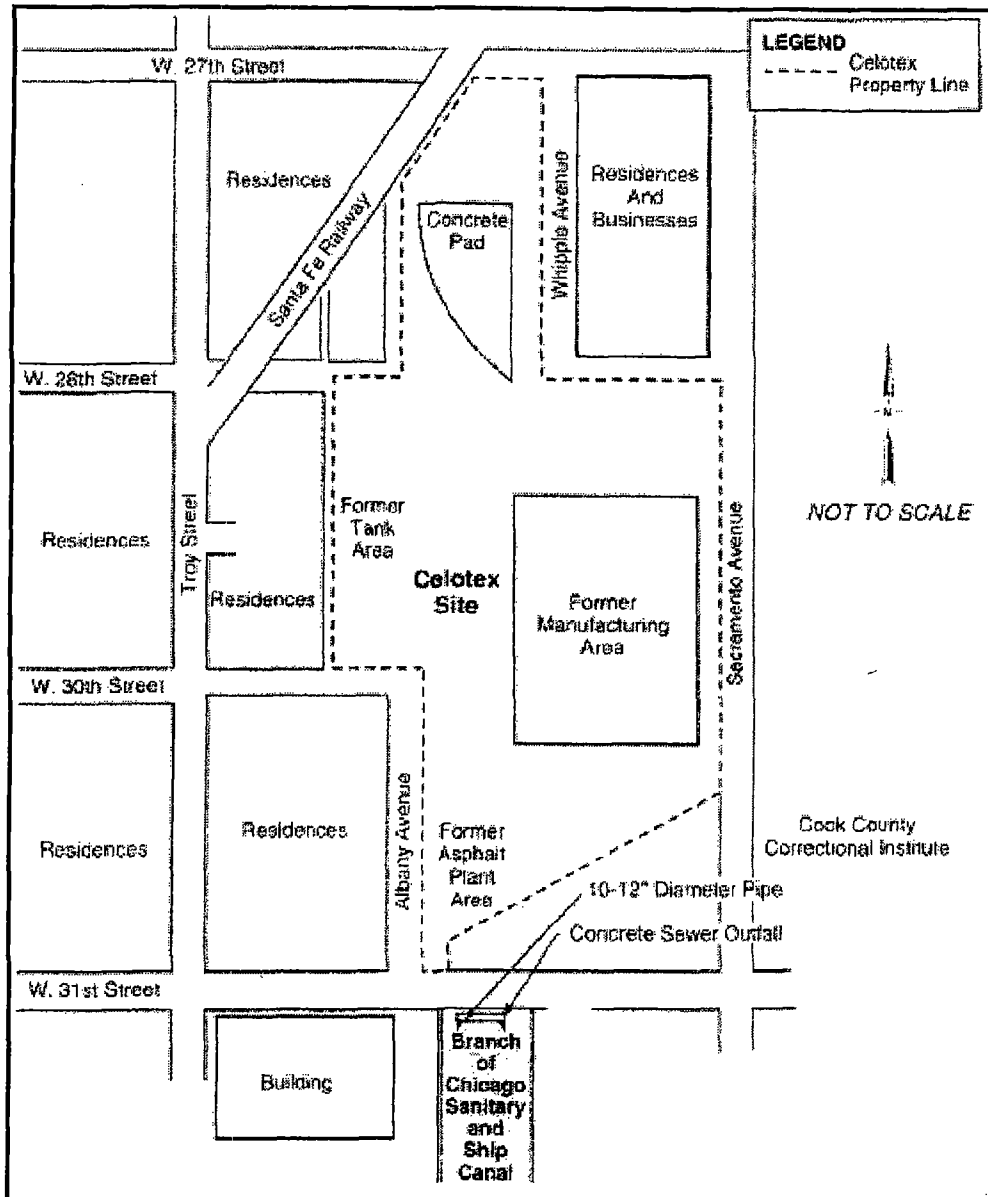 LEGEND
Celotex
Property Line
W. 27th Street
Residences
Santa Fe Railway
Concrete
Pad
Whipple Avenue
Residences
And
Businesses
W. 28th Street
N
NOT TO SCALE
Residences
Troy Street
Residences
Former
Tank
Area
Celotex
Site
Former
Manufacturing
Area
Sacramento Avenue
W. 30th Street
Residences
Residences
Albany Avenue
Former
Asphalt
Plant
Area
Cook County
Correctional Institute
10-12" Diameter Pipe
Concrete Sewer Outfall
W. 31st Street
Building
Branch
of
Chicago
Sanitary
and
Ship
Canal